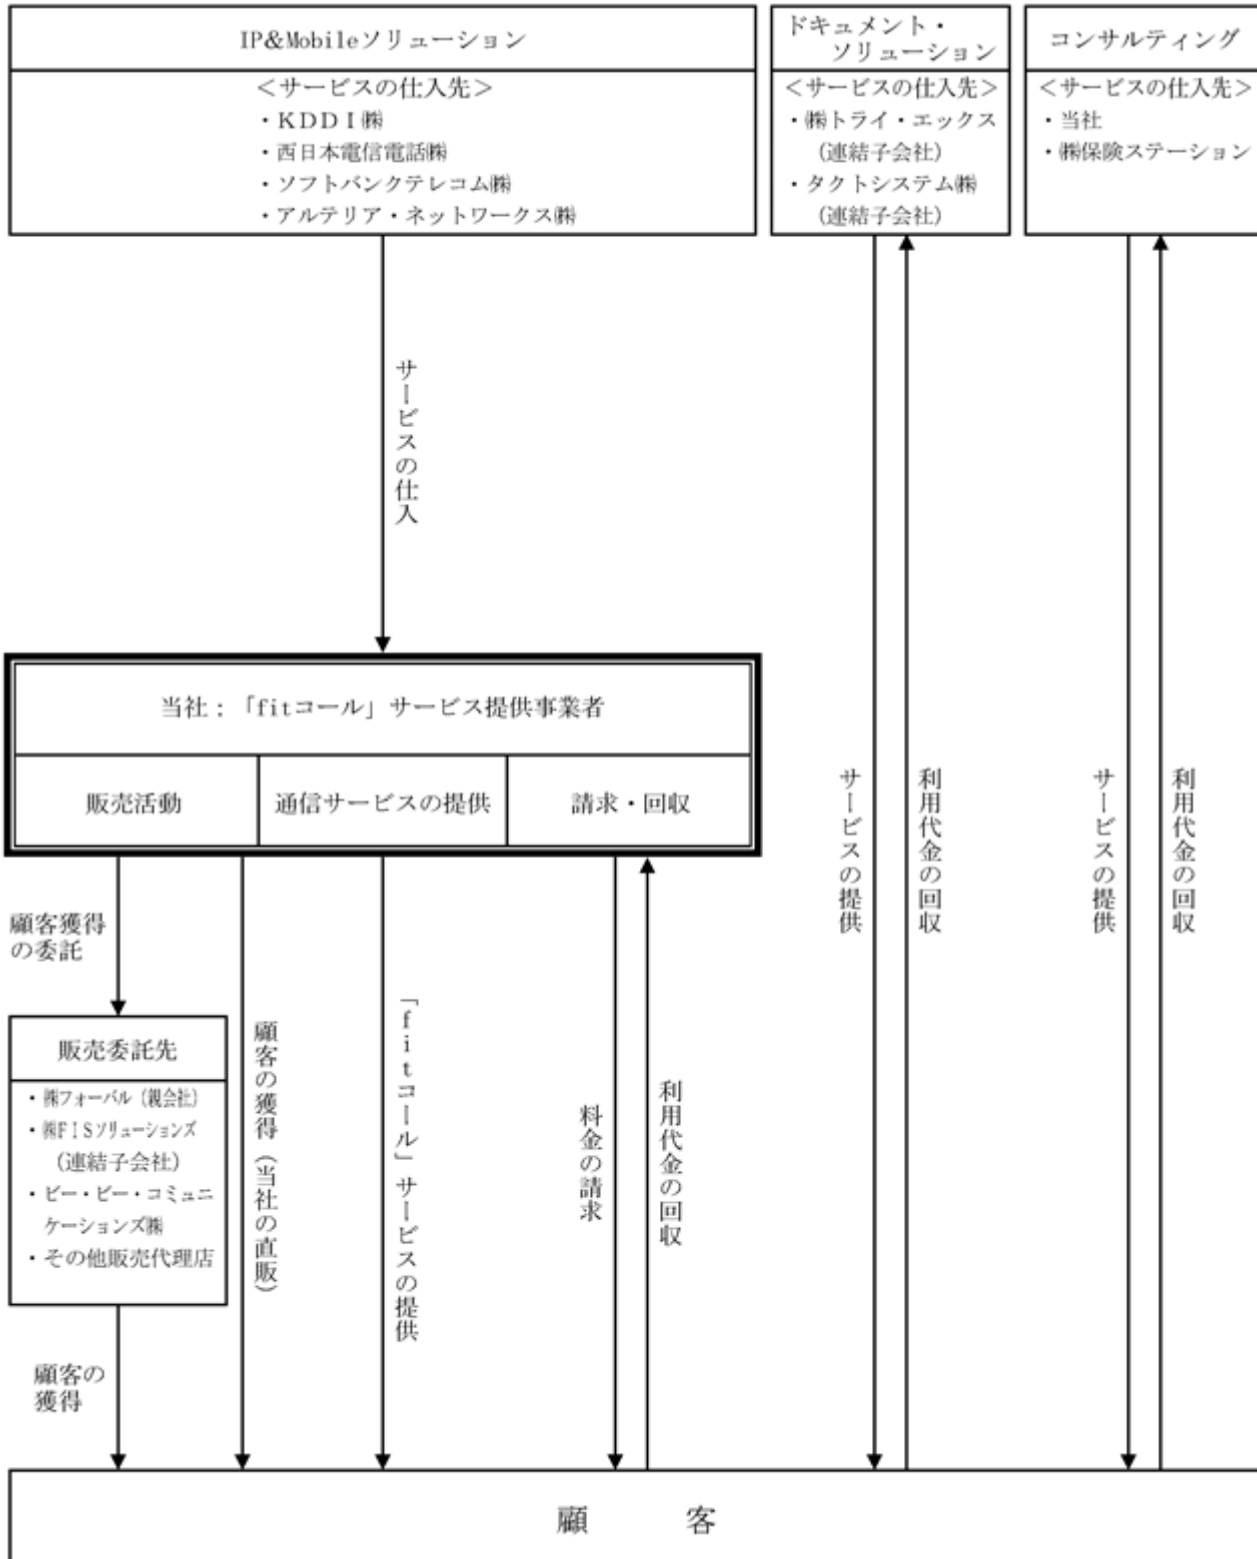 IP&Mobileソリューション
＜サービスの仕入先＞
・ＫＤＤＩ㈱
・西日本電信電話㈱
・ソフトバンクテレコム㈱
・アルテリア・ネットワークス㈱
ドキュメント・
ソリューション
＜サービスの仕入先＞
・㈱トライ・エックス
（連結子会社）
・タクトシステム㈱
（連結子会社）
コンサルティング
＜サービスの仕入先＞
・当社
・㈱保険ステーション
サービスの仕入
当社：「fitコール」サービス提供事業者
販売活動
通信サービスの提供
請求・回収
顧客獲得
の委託
販売委託先
・㈱フォーバル（親会社）
・㈱ＦＩＳソリューションズ
（連結子会社）
・ビー・ビー・コミュニ
ケーションズ㈱
・その他販売代理店
顧客の
獲得
顧客の獲得（当社の直販）
「fitコール」サービスの提供
料金の請求
利用代金の回収
サービスの提供
利用代金の回収
サービスの提供
利用代金の回収
顧客